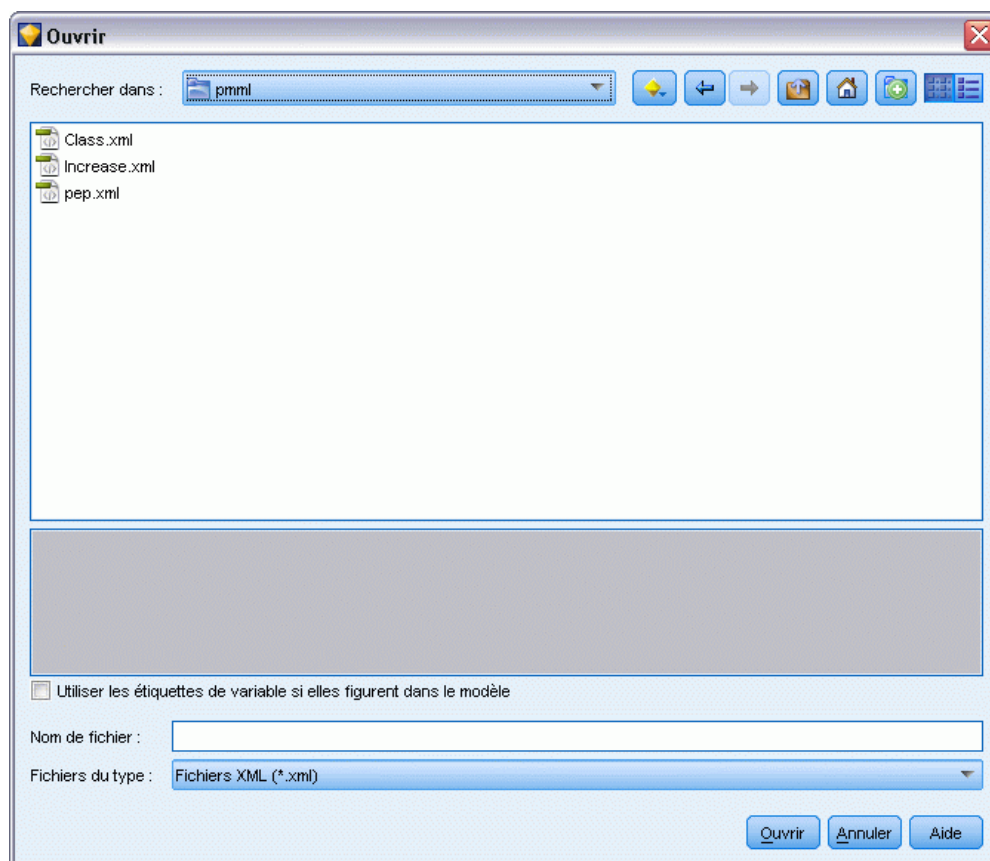 Ouvrir
Rechercher dans : pmml
Class.xml
Increase.xml
pep.xml
Utiliser les étiquettes de variable si elles figurent dans le modèle
Nom de fichier :
Fichiers du type : Fichiers XML (*.xml)
Ouvrir Annuler Aide